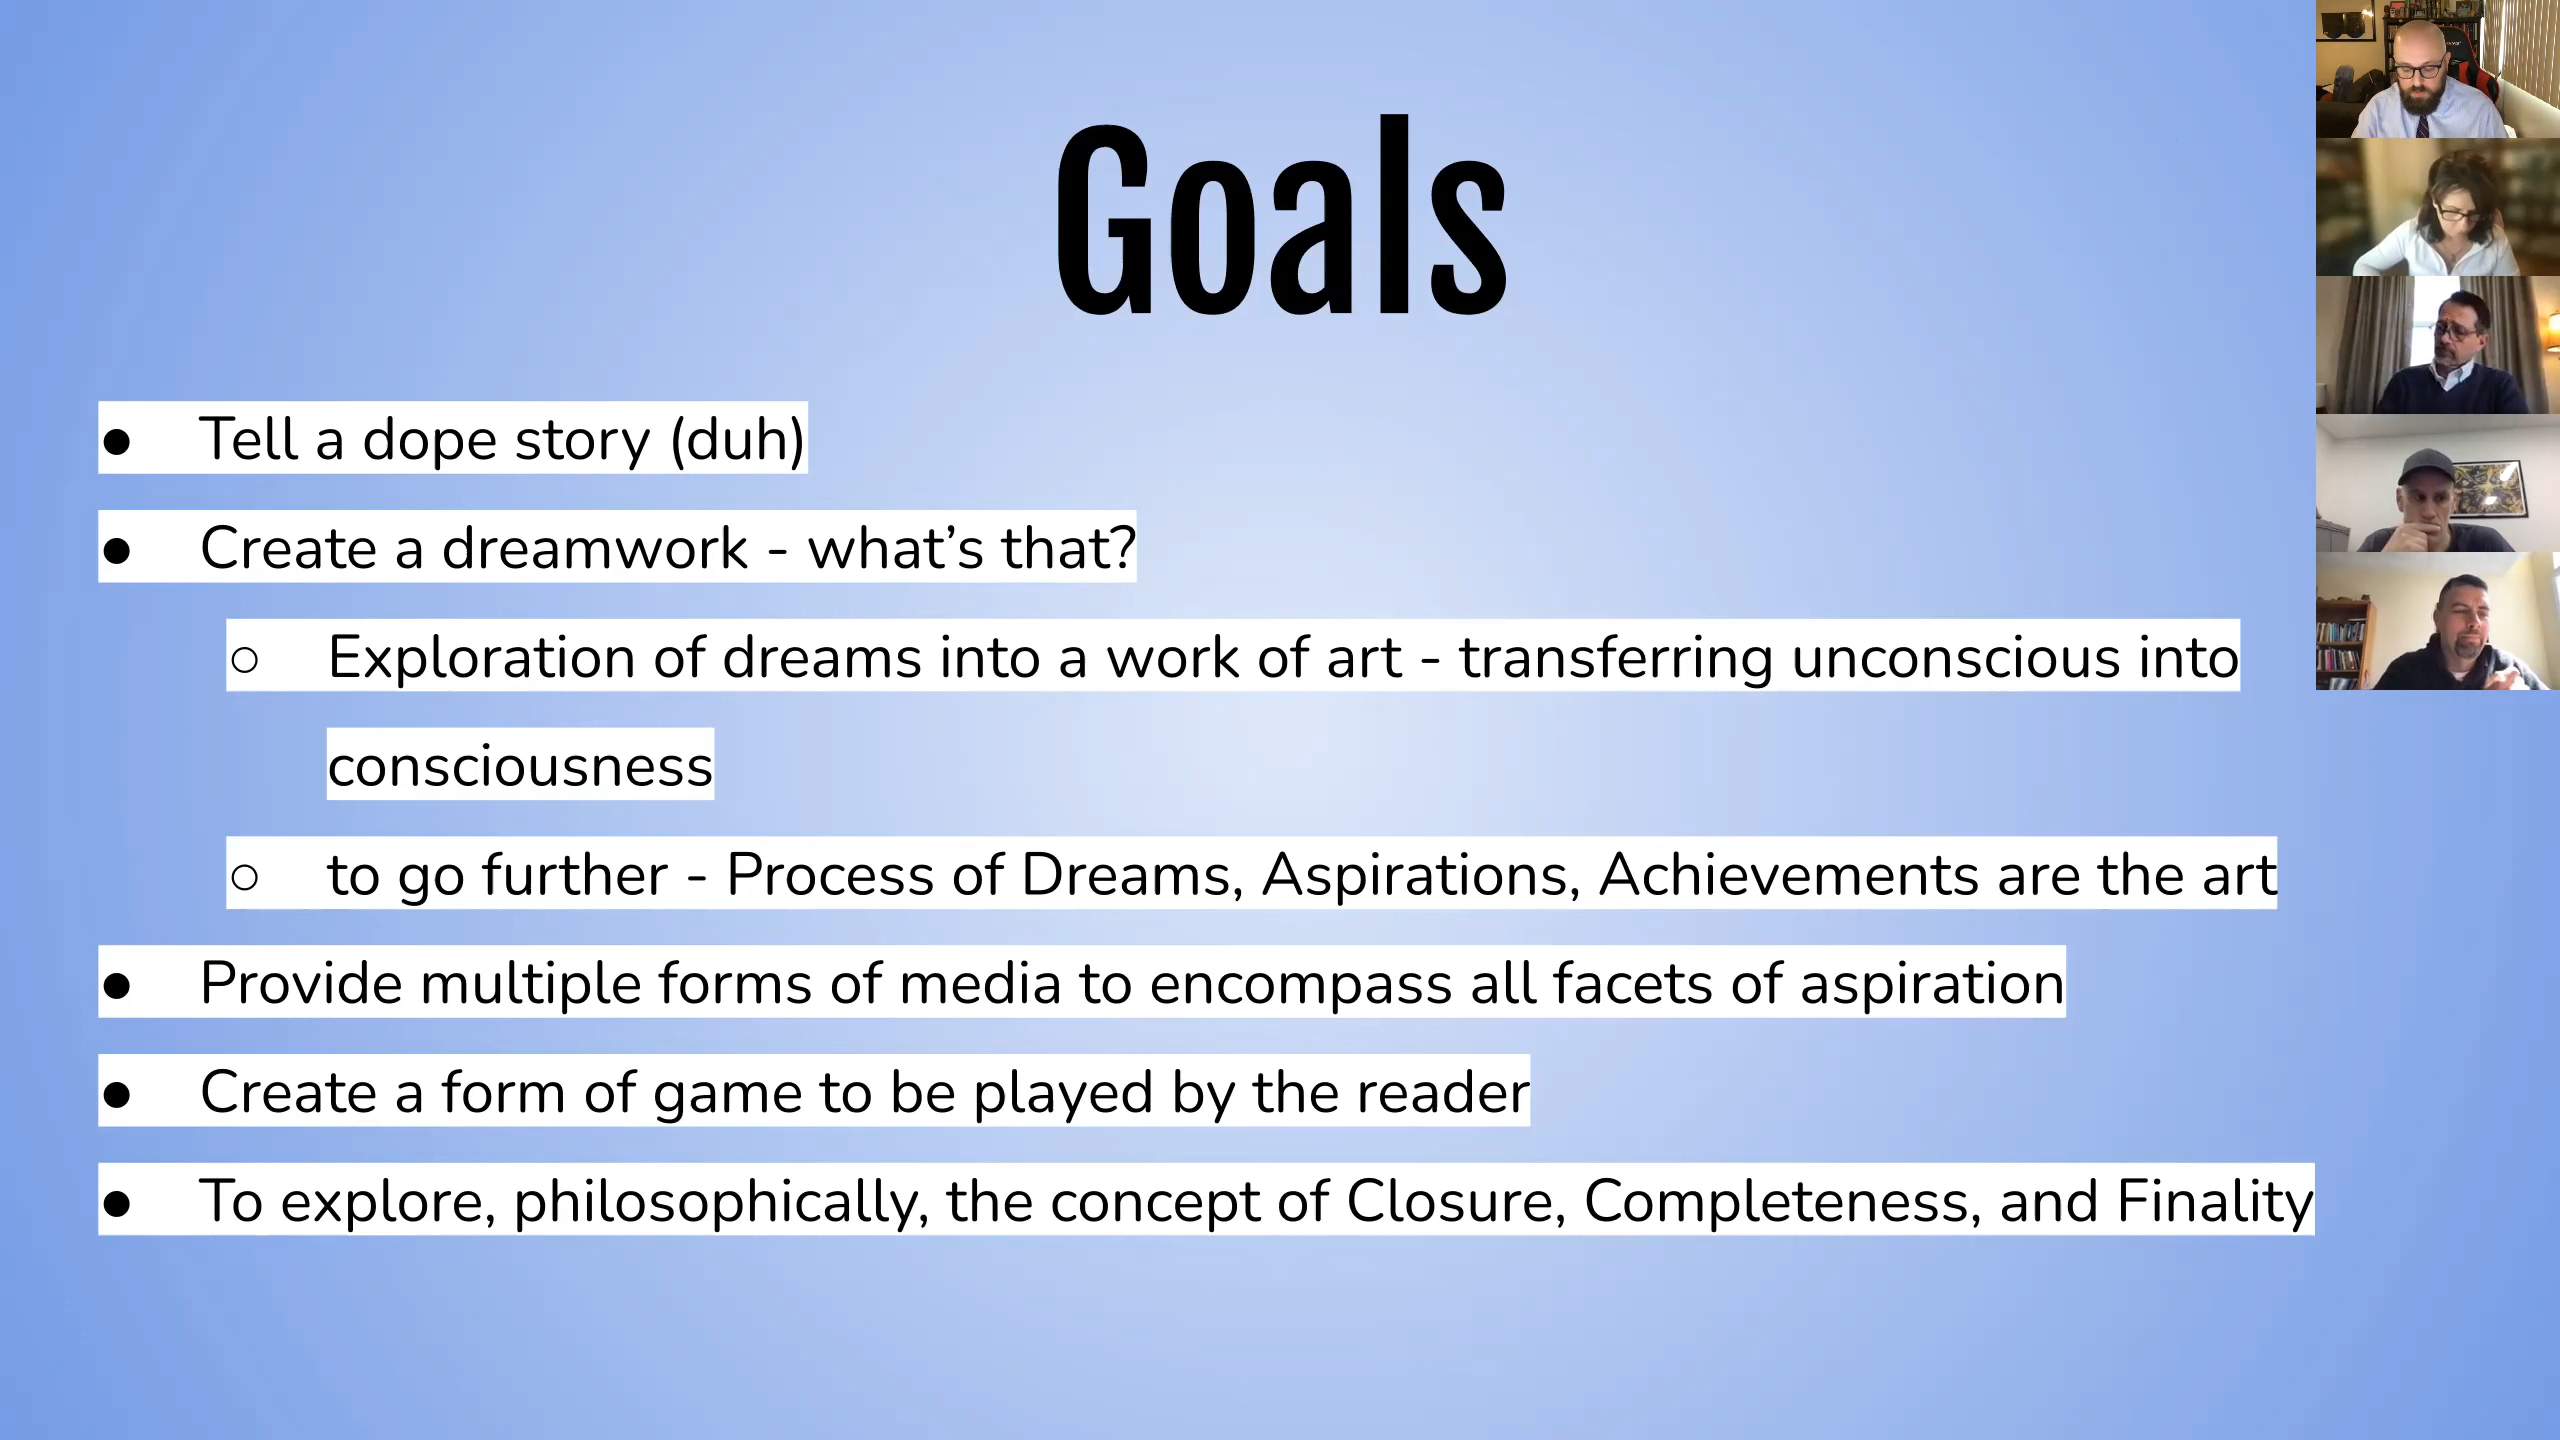 Goals
● Tell a dope story (duh)
● Create a dreamwork - what’s that?
○ Exploration of dreams into a work of art - transferring unconscious into
consciousness
○ to go further - Process of Dreams, Aspirations, Achievements are the art
● Provide multiple forms of media to encompass all facets of aspiration
● Create a form of game to be played by the reader
● To explore, philosophically, the concept of Closure, Completeness, and Finality